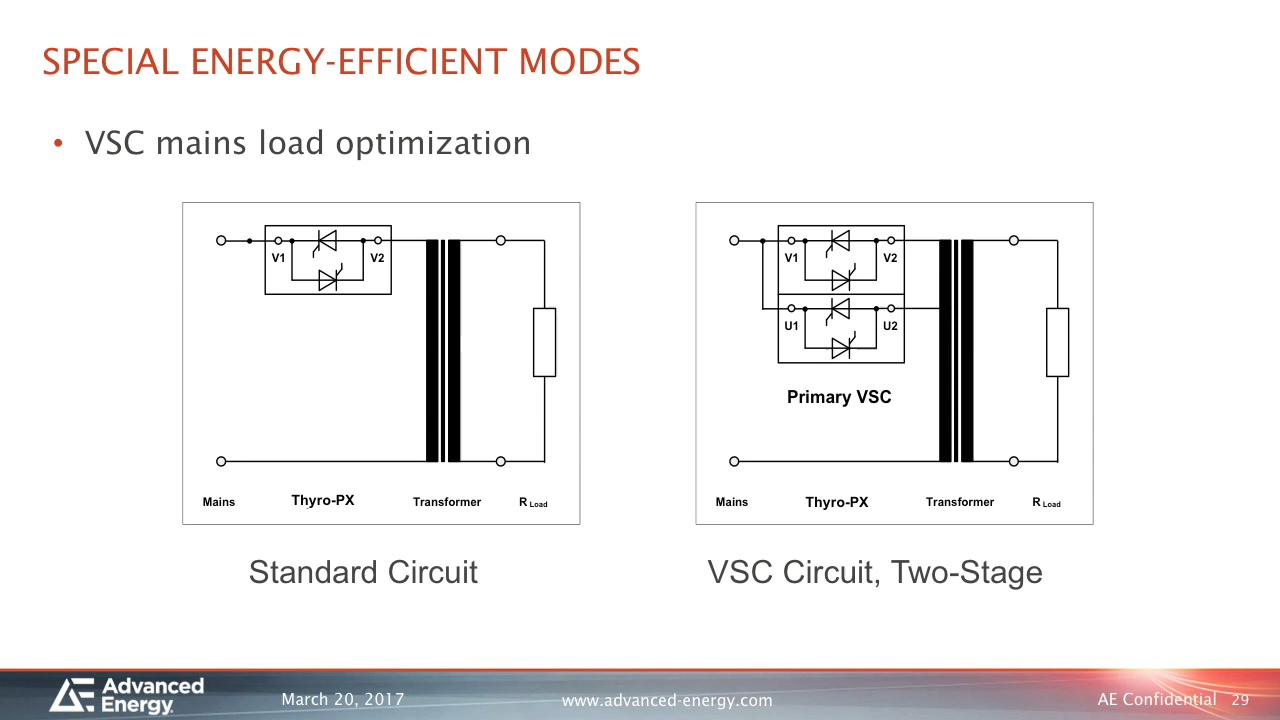 SPECIAL ENERGY-EFFICIENT MODES
• VSC mains load optimization
V1 V2
Mains Thyro-PX Transformer R Load
Standard Circuit
V1 V2
U1 U2
Primary VSC
Mains Thyro-PX Transformer R Load
VSC Circuit, Two-Stage
AE Advanced Energy
March 20, 2017
www.advanced-energy.com
AE Confidential 29